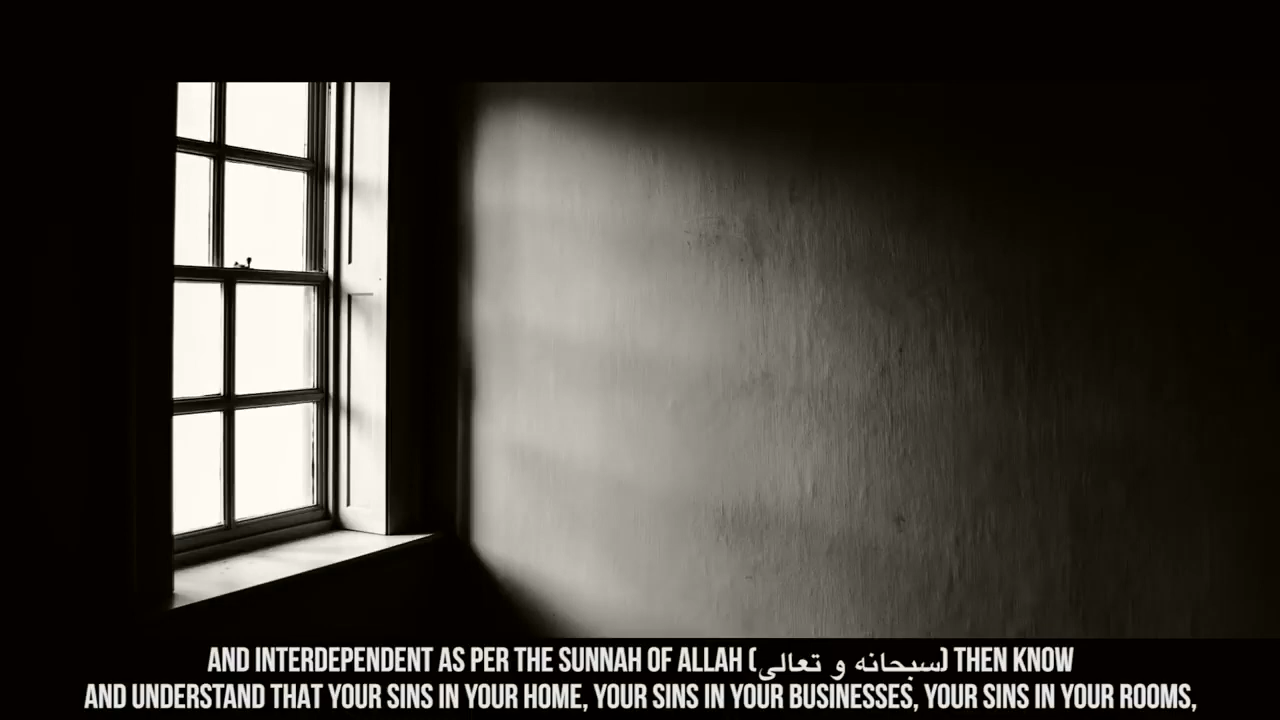 AND INTERDEPENDENT AS PER THE SUNNAH OF ALLAH (سبحانه و تعالى) THEN KNOW
AND UNDERSTAND THAT YOUR SINS IN YOUR HOME, YOUR SINS IN YOUR BUSINESSES, YOUR SINS IN YOUR ROOMS,